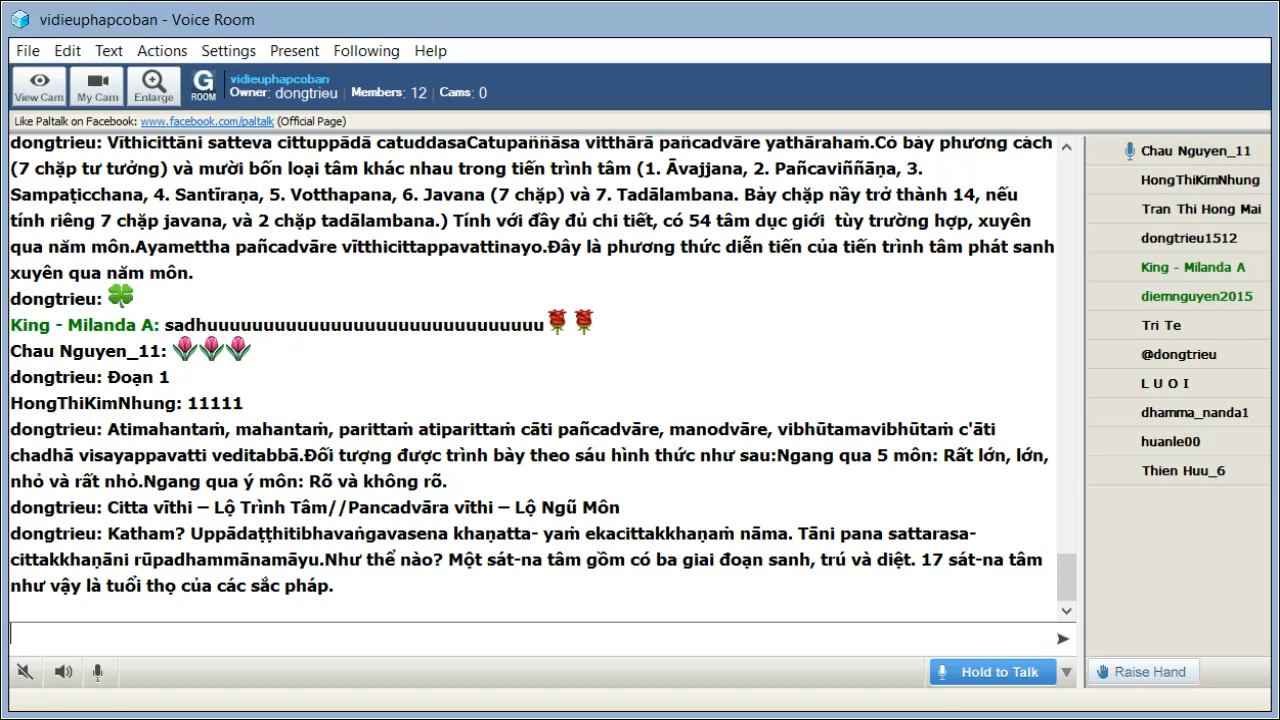 vidieuphapcoban - Voice Room
File Edit Text Actions Settings Present Following Help
View Cam My Cam Enlarge G ROOM vidieuphapcoban
Owner: dongtrieu | Members: 12 | Cams: 0
Like Paltalk on Facebook: www.facebook.com/paltalk (Official Page)
dongtrieu: Vīthicittāni satteva cittuppādā catuddasaCatupaññāsa vitthārā pañcadvāre yathārahaṁ.Có bảy phương cách
(7 chặp tư tưởng) và mười bốn loại tâm khác nhau trong tiến trình tâm (1. Āvajjana, 2. Pañcaviññāṇa, 3.
Sampaṭicchana, 4. Santīraṇa, 5. Votthapana, 6. Javana (7 chặp) và 7. Tadālambana. Bảy chặp nầy trở thành 14, nếu
tính riêng 7 chặp javana, và 2 chặp tadālambana.) Tính với đầy đủ chi tiết, có 54 tâm dục giới tùy trường hợp, xuyên
qua năm môn.Ayamettha pañcadvāre vītthicittappavattinayo.Đây là phương thức diễn tiến của tiến trình tâm phát sanh
xuyên qua năm môn.
dongtrieu:
King - Milanda A: sadhuuuuuuuuuuuuuuuuuuuuuuuuuuuuuu
Chau Nguyen_11:
dongtrieu: Đoạn 1
HongThiKimNhung: 11111
dongtrieu: Atimahantaṁ, mahantaṁ, parittaṁ atiparittaṁ cāti pañcadvāre, manodvāre, vibhūtamavibhūtaṁ c'āti
chadhā visayappavatti veditabbā.Đối tượng được trình bày theo sáu hình thức như sau:Ngang qua 5 môn: Rất lớn, lớn,
nhỏ và rất nhỏ.Ngang qua ý môn: Rõ và không rõ.
dongtrieu: Citta vīthi – Lộ Trình Tâm//Pancadvāra vīthi – Lộ Ngũ Môn
dongtrieu: Katham? Uppādaṭṭhitibhavaṅgavasena khaṇatta- yaṁ ekacittakkhaṇaṁ nāma. Tāni pana sattarasa-
cittakkhaṇāni rūpadhammānamāyu.Như thế nào? Một sát-na tâm gồm có ba giai đoạn sanh, trú và diệt. 17 sát-na tâm
như vậy là tuổi thọ của các sắc pháp.
Chau Nguyen_11
HongThiKimNhung
Tran Thi Hong Mai
dongtrieu1512
King - Milanda A
diemnguyen2015
Tri Te
@dongtrieu
L U O I
dhamma_nanda1
huanle00
Thien Huu_6
Hold to Talk
Raise Hand